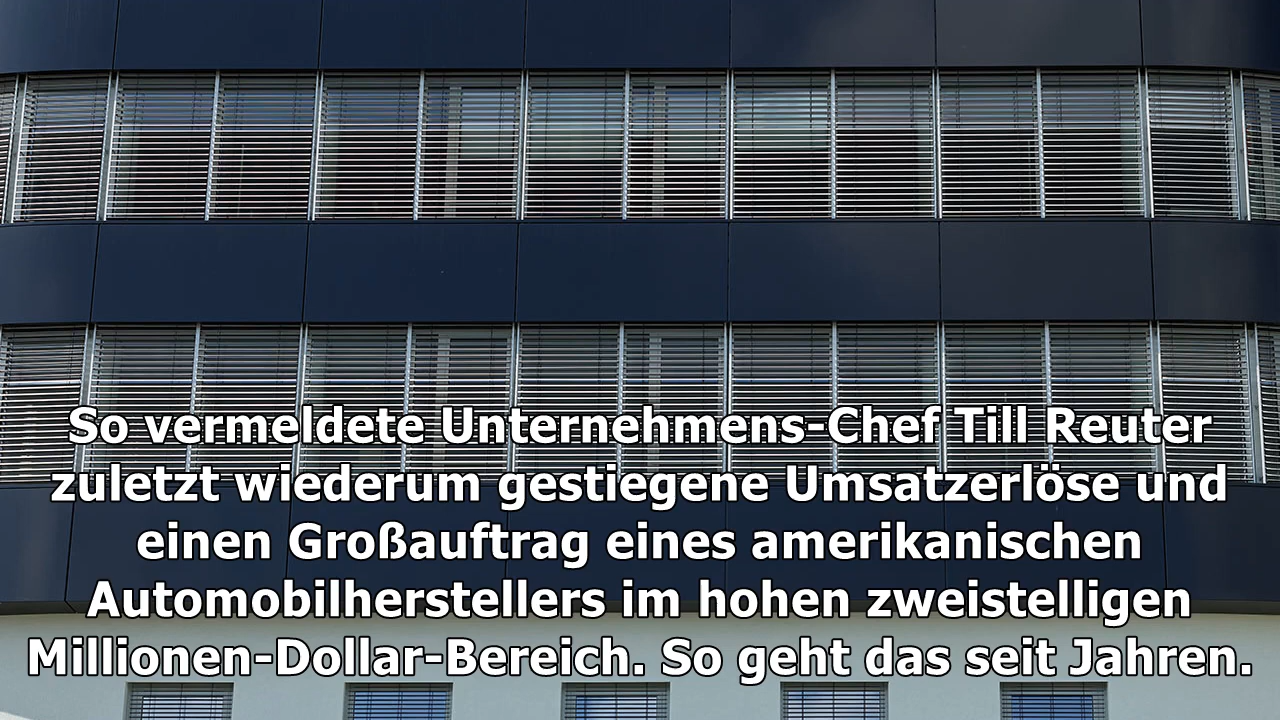 So vermeldete Unternehmens-Chef Till Reuter
zuletzt wiederum gestiegene Umsatzerlöse und
einen Großauftrag eines amerikanischen
Automobilherstellers im hohen zweistelligen
Millionen-Dollar-Bereich. So geht das seit Jahren.